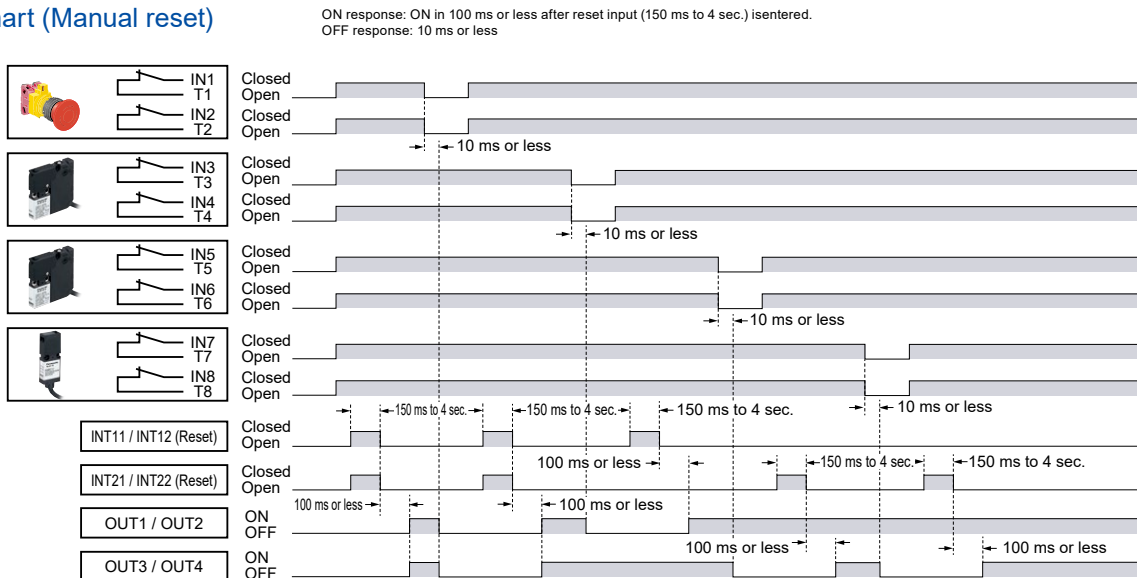 art (Manual reset)
ON response: ON in 100 ms or less after reset input (150 ms to 4 sec.) isentered.
OFF response: 10 ms or less
IN1
T1
Closed
Open
IN2
T2
Closed
Open
10 ms or less
IN3
T3
Closed
Open
IN4
T4
Closed
Open
10 ms or less
IN5
T5
Closed
Open
IN6
T6
Closed
Open
10 ms or less
IN7
T7
Closed
Open
IN8
T8
Closed
Open
10 ms or less
150 ms to 4 sec.
150 ms to 4 sec.
150 ms to 4 sec.
INT11 / INT12 (Reset)
Closed
Open
100 ms or less
150 ms to 4 sec.
150 ms to 4 sec.
INT21 / INT22 (Reset)
Closed
Open
100 ms or less
100 ms or less
OUT1 / OUT2
ON
OFF
100 ms or less
100 ms or less
OUT3 / OUT4
ON
OFF